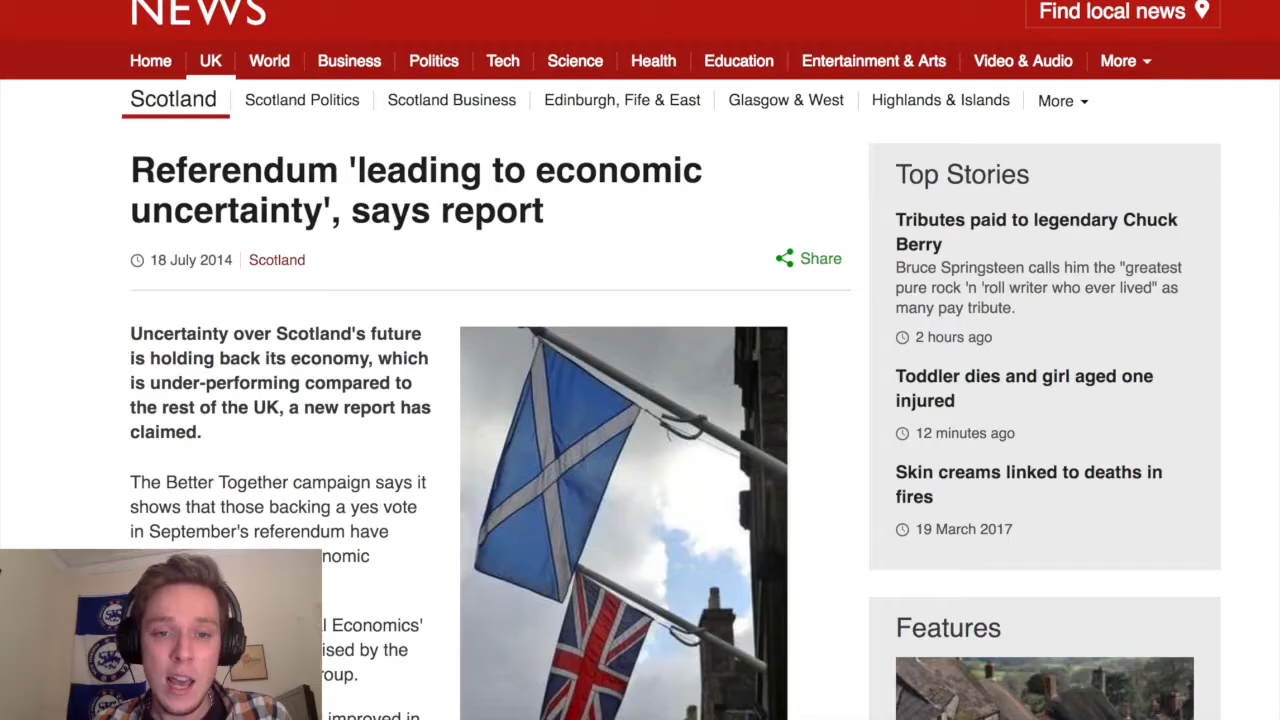 NEWS
Find local news
Home UK World Business Politics Tech Science Health Education Entertainment & Arts Video & Audio More
Scotland Scotland Politics Scotland Business Edinburgh, Fife & East Glasgow & West Highlands & Islands More
Referendum 'leading to economic
uncertainty', says report
18 July 2014 Scotland
Share
Uncertainty over Scotland's future
is holding back its economy, which
is under-performing compared to
the rest of the UK, a new report has
claimed.
The Better Together campaign says it
shows that those backing a yes vote
in September's referendum have
nomic
l Economics'
ised by the
roup.
improved in
Top Stories
Tributes paid to legendary Chuck
Berry
Bruce Springsteen calls him the "greatest
pure rock 'n 'roll writer who ever lived" as
many pay tribute.
2 hours ago
Toddler dies and girl aged one
injured
12 minutes ago
Skin creams linked to deaths in
fires
19 March 2017
Features